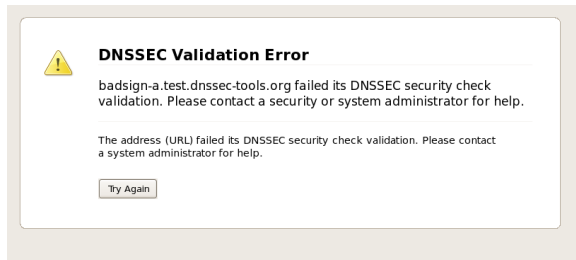 DNSSEC Validation Error
badsign-a.test.dnssec-tools.org failed its DNSSEC security check
validation. Please contact a security or system administrator for help.
The address (URL) failed its DNSSEC security check validation. Please contact
a system administrator for help.
Try Again